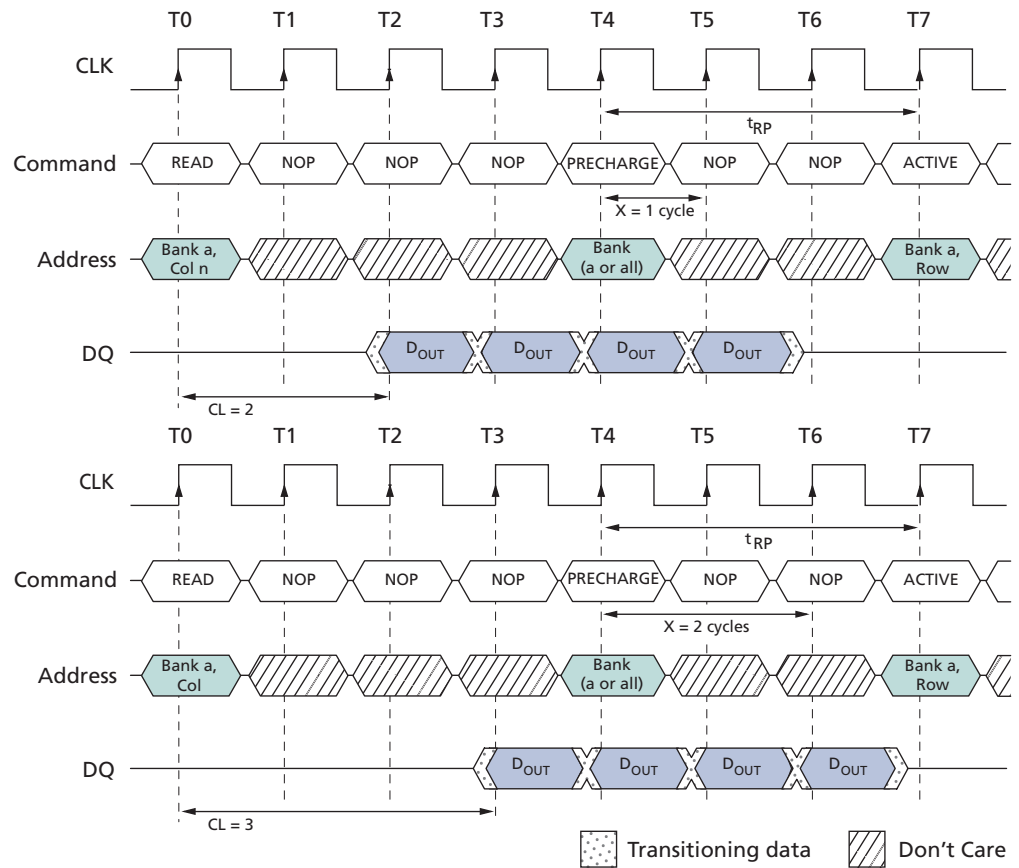 T0 T1 T2 T3 T4 T5 T6 T7
CLK
tRP
Command READ NOP NOP NOP PRECHARGE NOP NOP ACTIVE
X = 1 cycle
Address Bank a, Col n Bank (a or all) Bank a, Row
DQ DOUT DOUT DOUT DOUT
CL = 2
T0 T1 T2 T3 T4 T5 T6 T7
CLK
tRP
Command READ NOP NOP NOP PRECHARGE NOP NOP ACTIVE
X = 2 cycles
Address Bank a, Col Bank (a or all) Bank a, Row
DQ DOUT DOUT DOUT DOUT
CL = 3
Transitioning data Don't Care